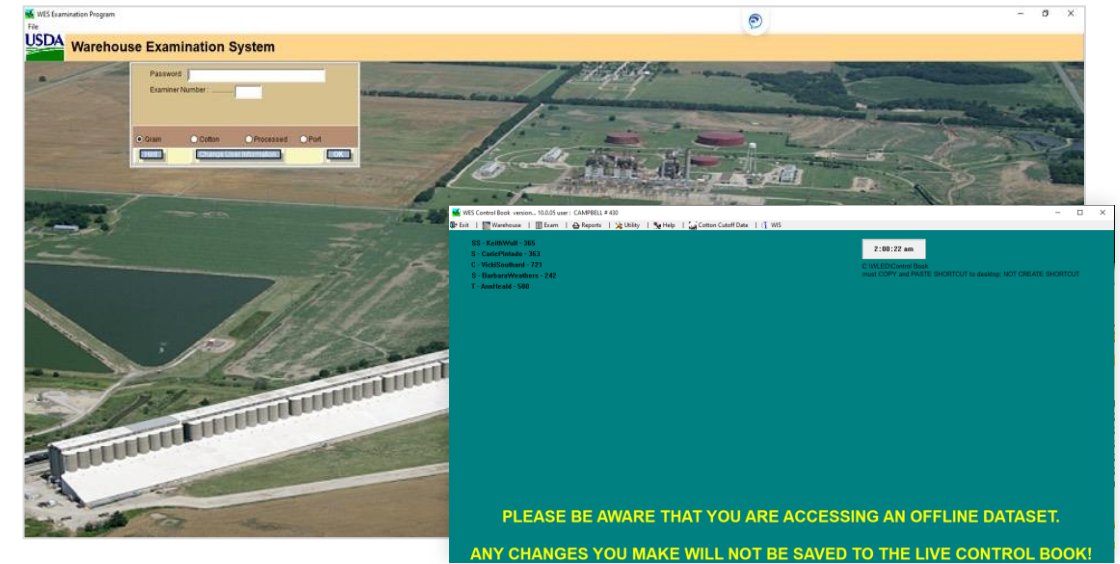 WES Examination Program
File
USDA Warehouse Examination System
Password
Examiner Number :
Grain Cotton Processed Port
Change User Information OK
WES Control Book version... 10.0.05 user : CAMPBELL # 430
Exit | Warehouse | Exam | Reports | Utility | Help | Cotton Cutoff Date | WIS
SS - KeithWulf - 365
S - CariePintado - 363
C - VickiSouthard - 721
S - BarbaraWeathers - 242
T - AnnHeald - 500
2:00:22 am
C:\WLED\Control Book
must COPY and PASTE SHORTCUT to desktop; NOT CREATE SHORTCUT
PLEASE BE AWARE THAT YOU ARE ACCESSING AN OFFLINE DATASET.
ANY CHANGES YOU MAKE WILL NOT BE SAVED TO THE LIVE CONTROL BOOK!